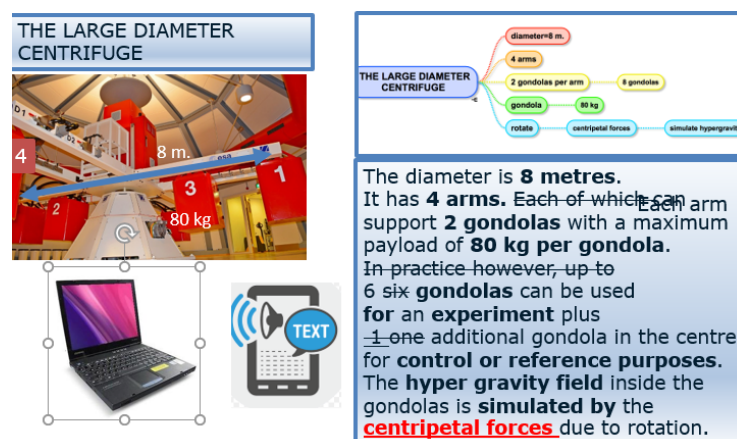 THE LARGE DIAMETER
CENTRIFUGE
D1
D2
4
8 m.
esa
1
3
2
80 kg
TEXT
diameter=8 m.
4 arms
THE LARGE DIAMETER
CENTRIFUGE
2 gondolas per arm
8 gondolas
gondola
80 kg
rotate
centripetal forces
simulate hypergravit
The diameter is 8 metres.
It has 4 arms. Each of which can Each arm
support 2 gondolas with a maximum
payload of 80 kg per gondola.
In practice however, up to
6 six gondolas can be used
for an experiment plus
1 one additional gondola in the centre
for control or reference purposes.
The hyper gravity field inside the
gondolas is simulated by the
centripetal forces due to rotation.